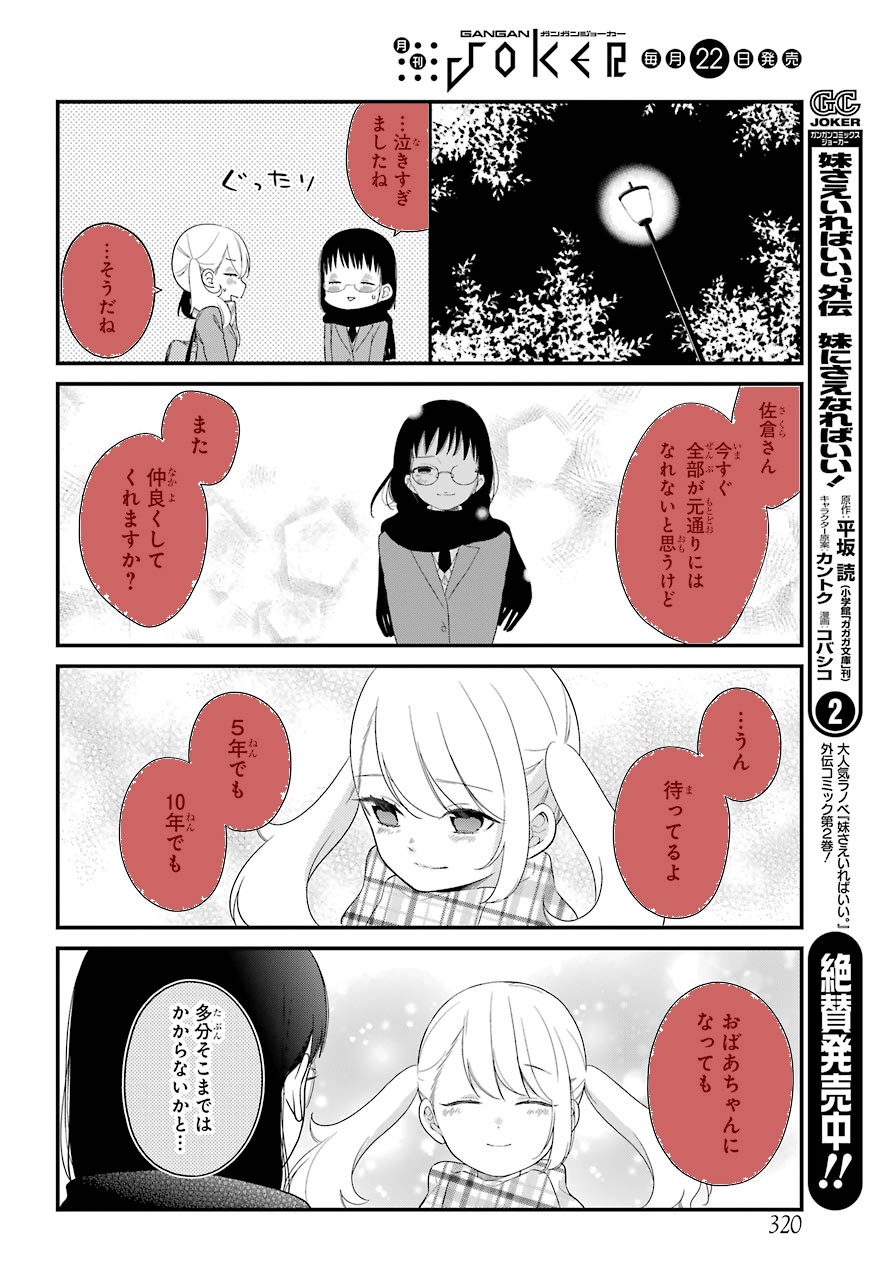 月刊
GANGAN
ガンガンジョーカー
JOKER
毎月22日発売
…泣きすぎ
ましたね
ぐったり
…そうだね
佐倉さん
今すぐ
全部が元通りには
なれないと思うけど
また
仲良くして
くれますか?
…うん
待ってるよ
5年でも
10年でも
おばあちゃんに
なっても
多分そこまでは
かからないかと…
GC
JOKER
ガンガンコミックス
ジョーカー
妹さえいればいい。外伝 妹にさえなればいい!
原作:平坂 読(小学館「ガガガ文庫」刊)
キャラクター原案:カントク 漫画:コバシコ
2
大人気ラノベ『妹さえいればいい。』
外伝コミック第2巻!
絶賛発売中!!
320